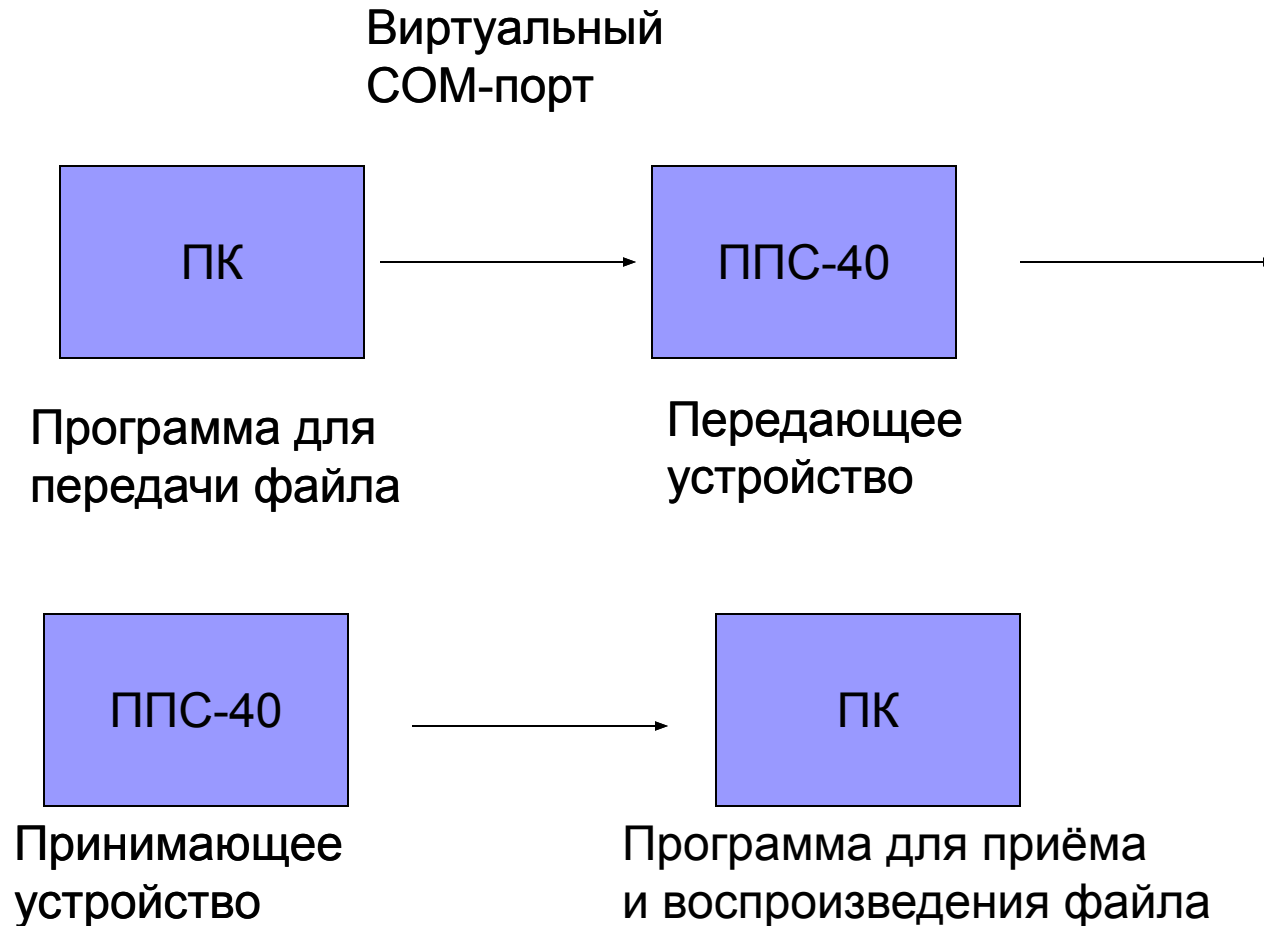 Виртуальный
COM-порт
ПК
ППС-40
Программа для
передачи файла
Передающее
устройство
ППС-40
ПК
Принимающее
устройство
Программа для приёма
и воспроизведения файла